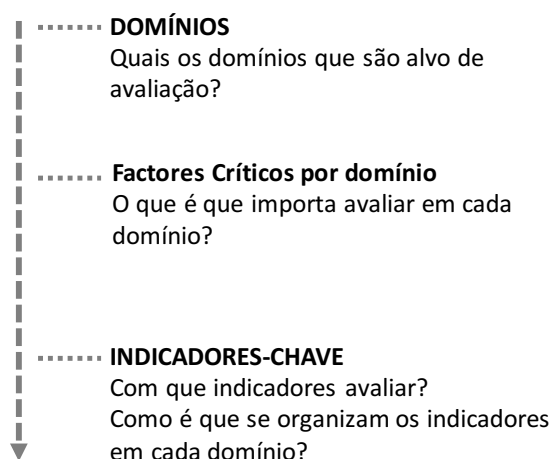 DOMÍNIOS
Quais os domínios que são alvo de
avaliação?
Factores Críticos por domínio
O que é que importa avaliar em cada
domínio?
INDICADORES-CHAVE
Com que indicadores avaliar?
Como é que se organizam os indicadores
em cada domínio?